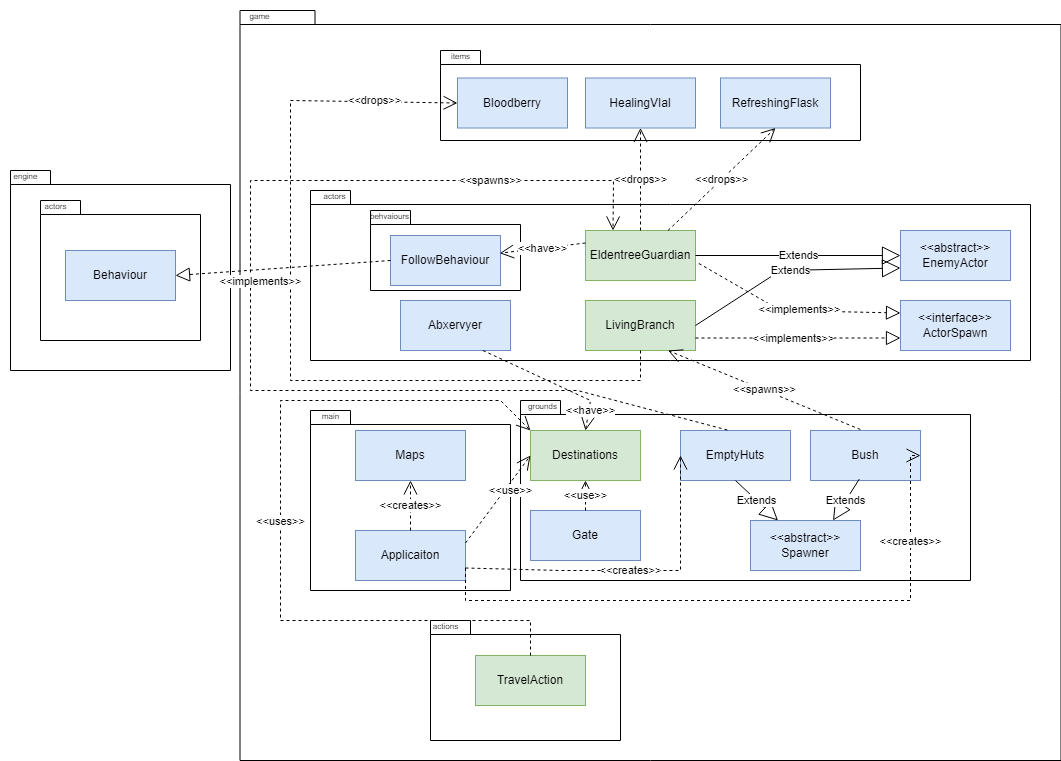 game
items
Bloodberry
HealingVial
RefreshingFlask
<<drops>>
engine
actors
Behaviour
<<spawns>>
<<drops>>
<<drops>>
actors
behvaiours
FollowBehaviour
<<have>>
EldentreeGuardian
Extends
Extends
<<abstract>>
EnemyActor
<<implements>>
Abxervyer
LivingBranch
<<implements>>
<<implements>>
<<interface>>
ActorSpawn
<<spawns>>
<<have>>
main
grounds
Maps
Destinations
EmptyHuts
Bush
<<creates>>
<<use>>
<<use>>
Extends
Extends
<<uses>>
Applicaiton
Gate
<<abstract>>
Spawner
<<creates>>
<<creates>>
actions
TravelAction